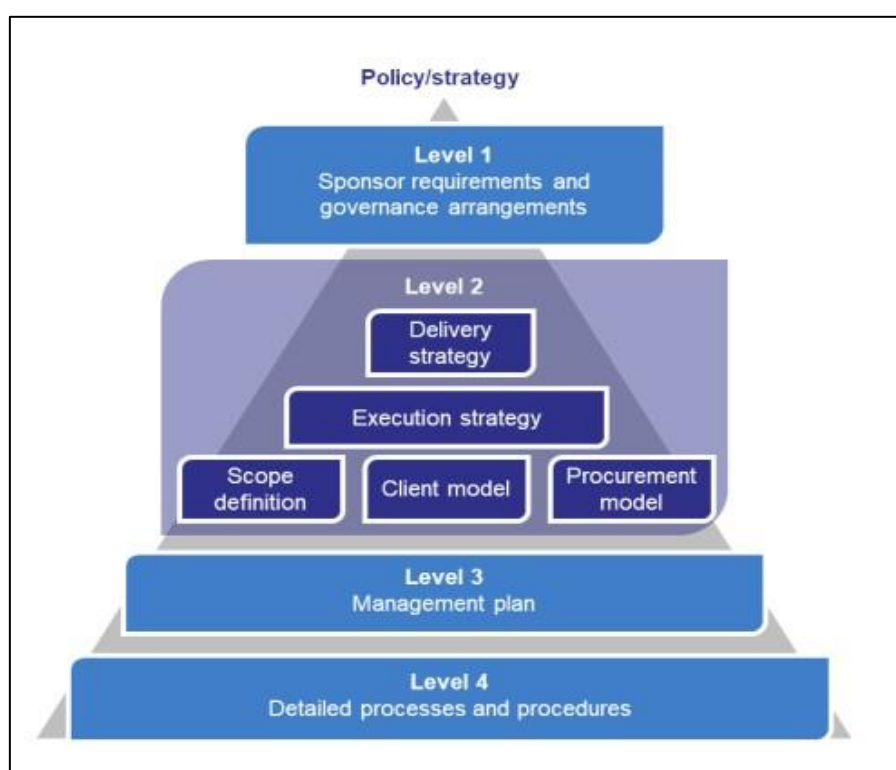 Policy/strategy
Level 1
Sponsor requirements and
governance arrangements
Level 2
Delivery
strategy
Execution strategy
Scope
definition
Client model
Procurement
model
Level 3
Management plan
Level 4
Detailed processes and procedures